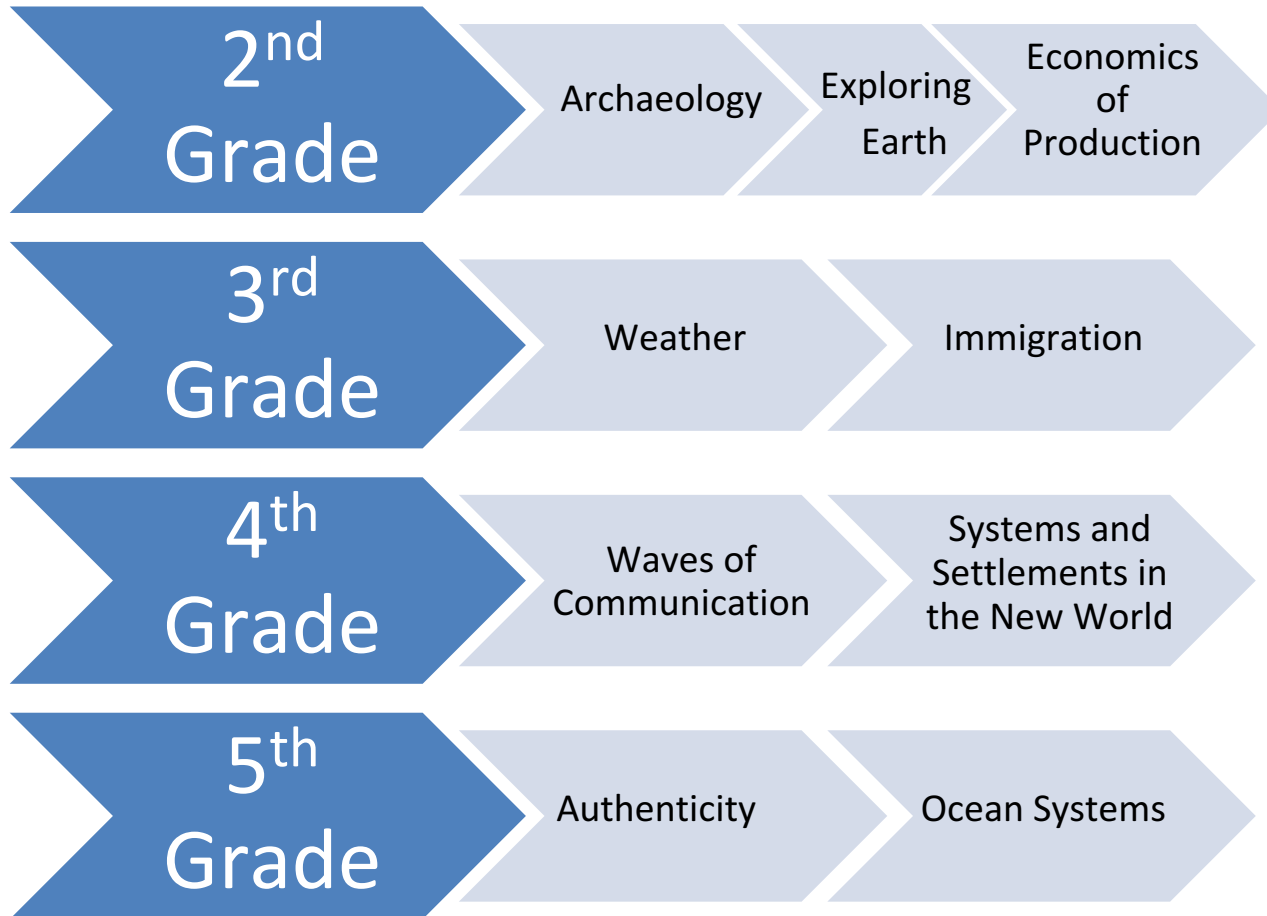 2nd
Grade
Archaeology
Exploring
Earth
Economics
of
Production
3rd
Grade
Weather
Immigration
4th
Grade
Waves of
Communication
Systems and
Settlements in
the New World
5th
Grade
Authenticity
Ocean Systems